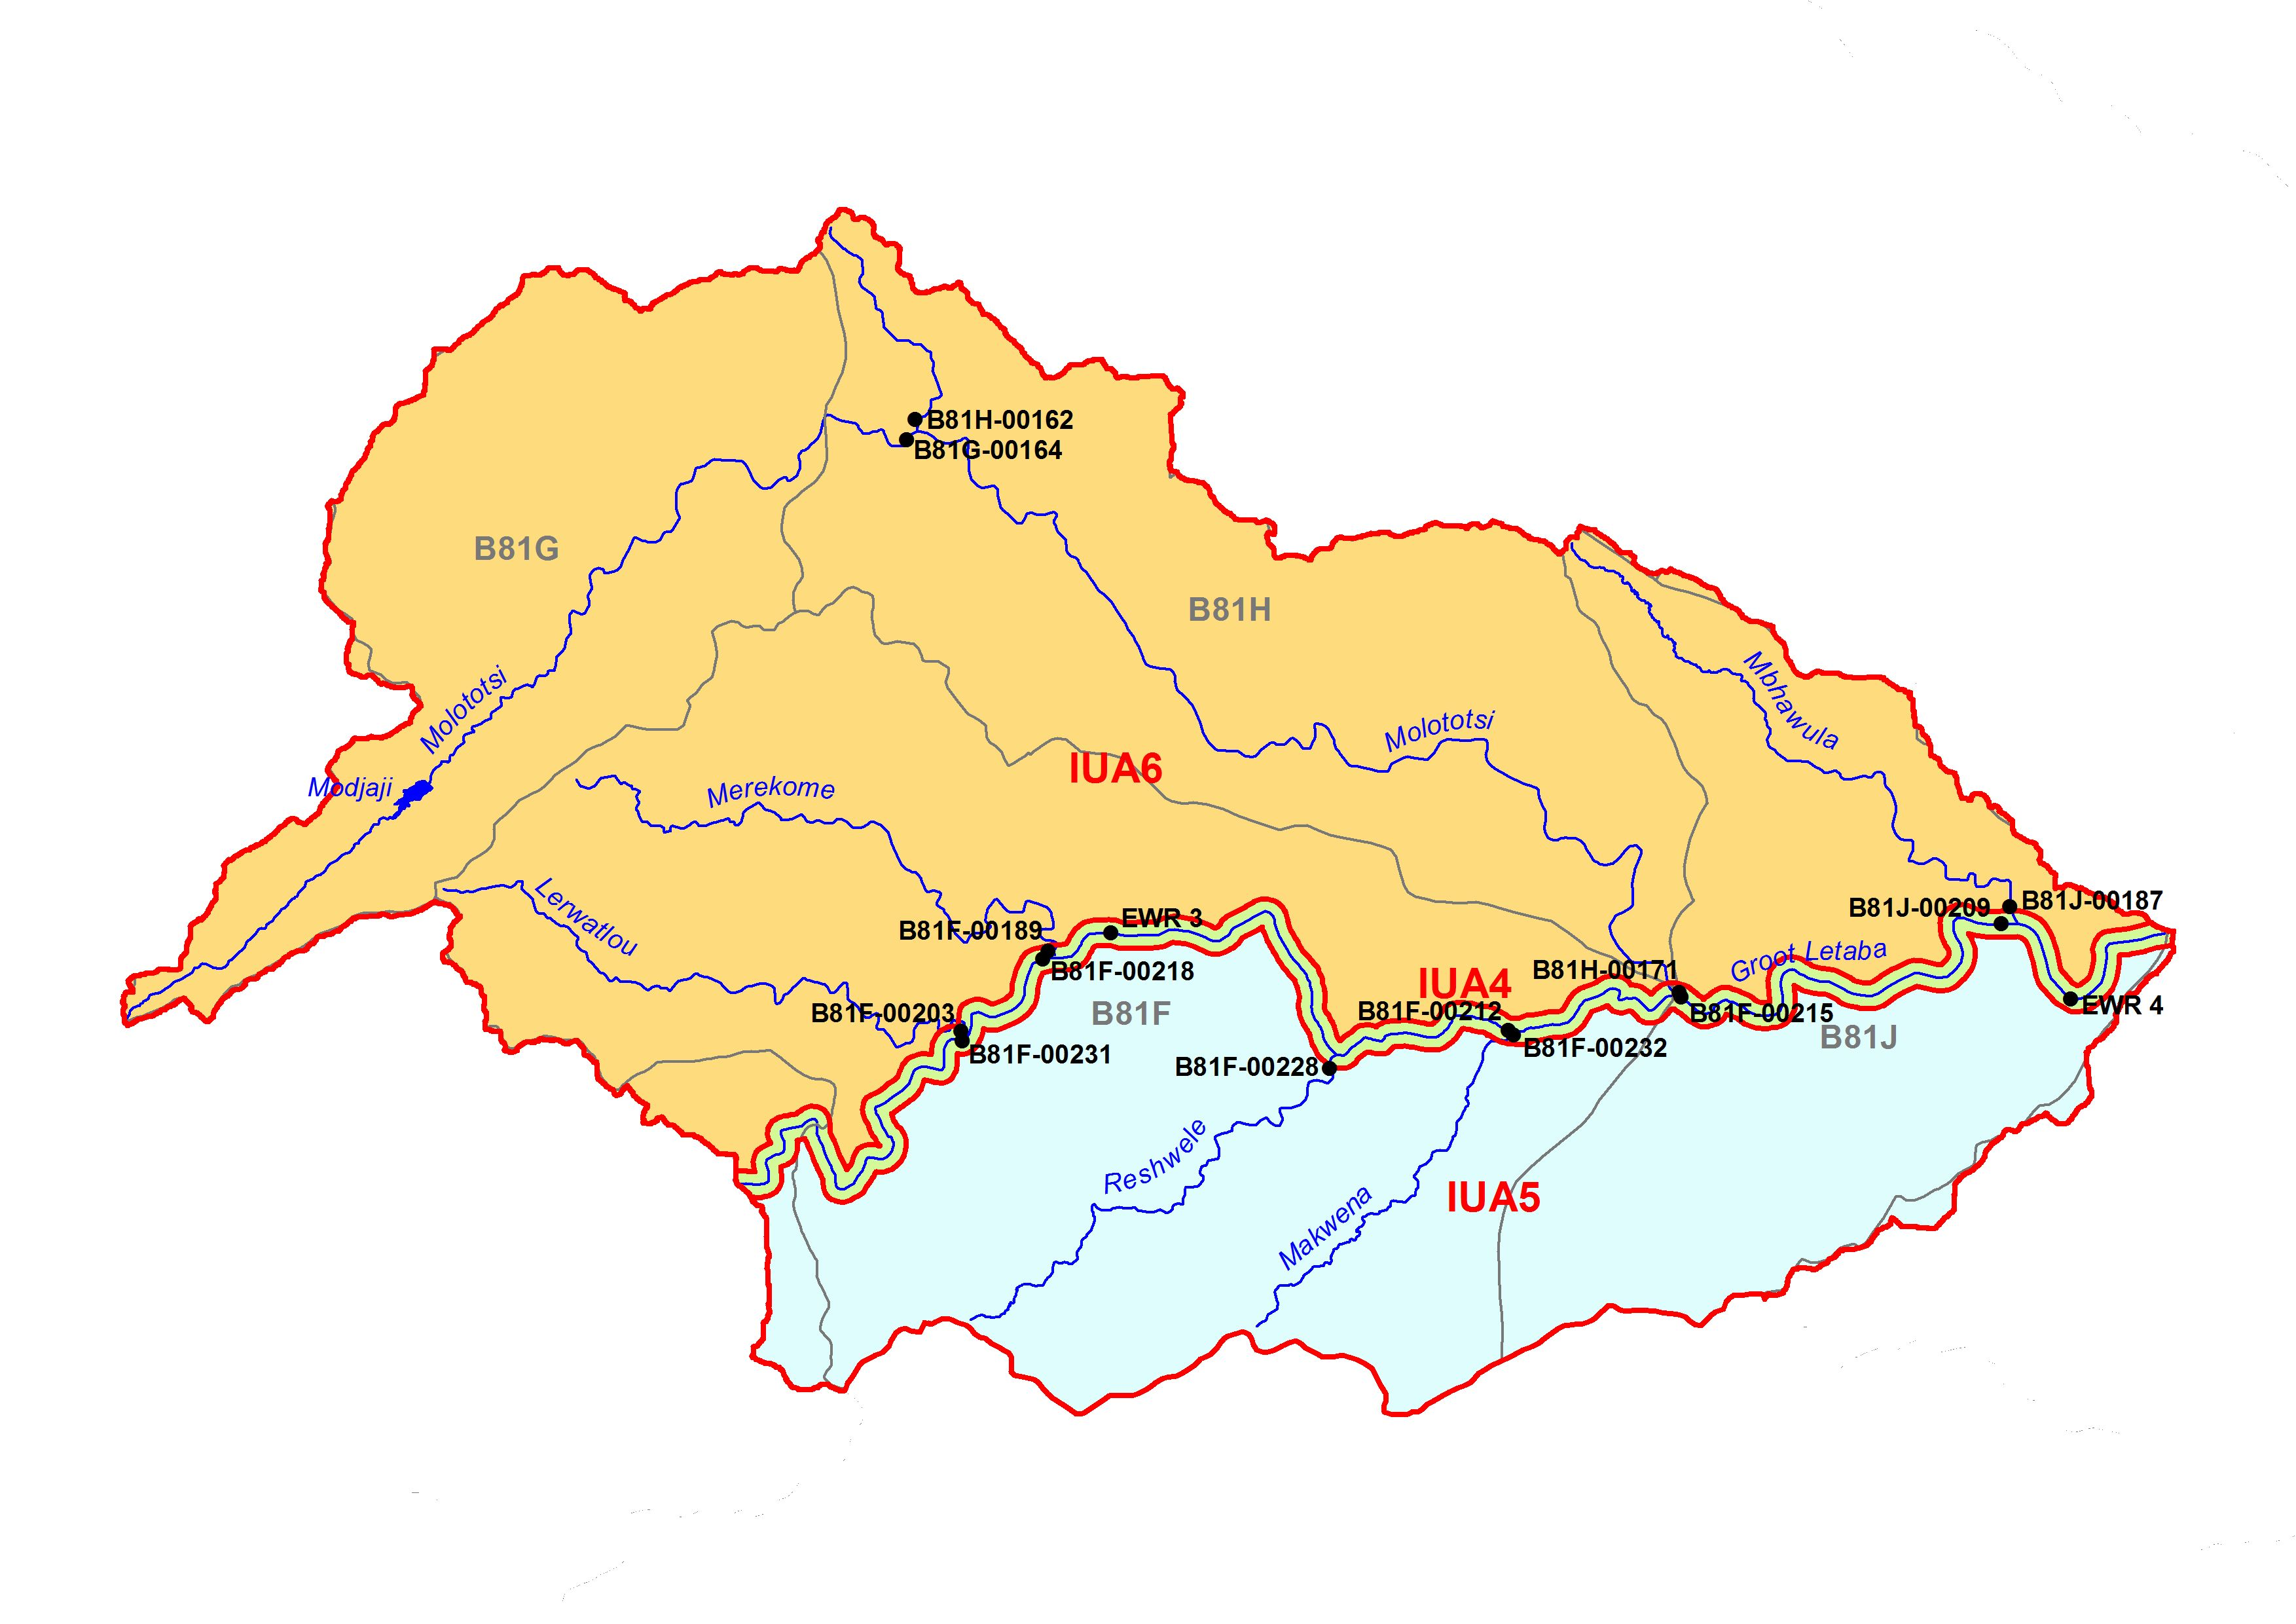 B81H-00162
B81G-00164
B81G
B81H
Molototsi
Mbhawula
Molototsi
IUA6
Modjaji
Merekome
Lerwatlou
B81J-00187
B81J-00209
EWR 3
B81F-00189
Groot Letaba
B81F-00218
B81H-00171
IUA4
EWR 4
B81F-00203
B81F
B81F-00212
B81F-00215
B81J
B81F-00231
B81F-00232
B81F-00228
Reshwele
IUA5
Makwena